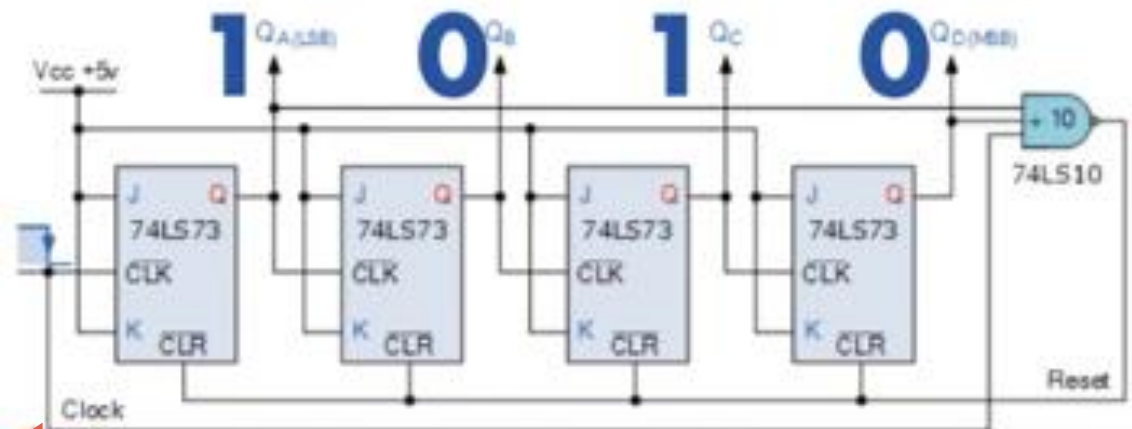 1 QA(LSB) 0 QB 1 QC 0 QD(MSB)
Vcc +5v
÷ 10
74LS10
J Q J Q J Q J Q
74LS73 74LS73 74LS73 74LS73
CLK CLK CLK CLK
K K K K
CLR CLR CLR CLR
Reset
Clock